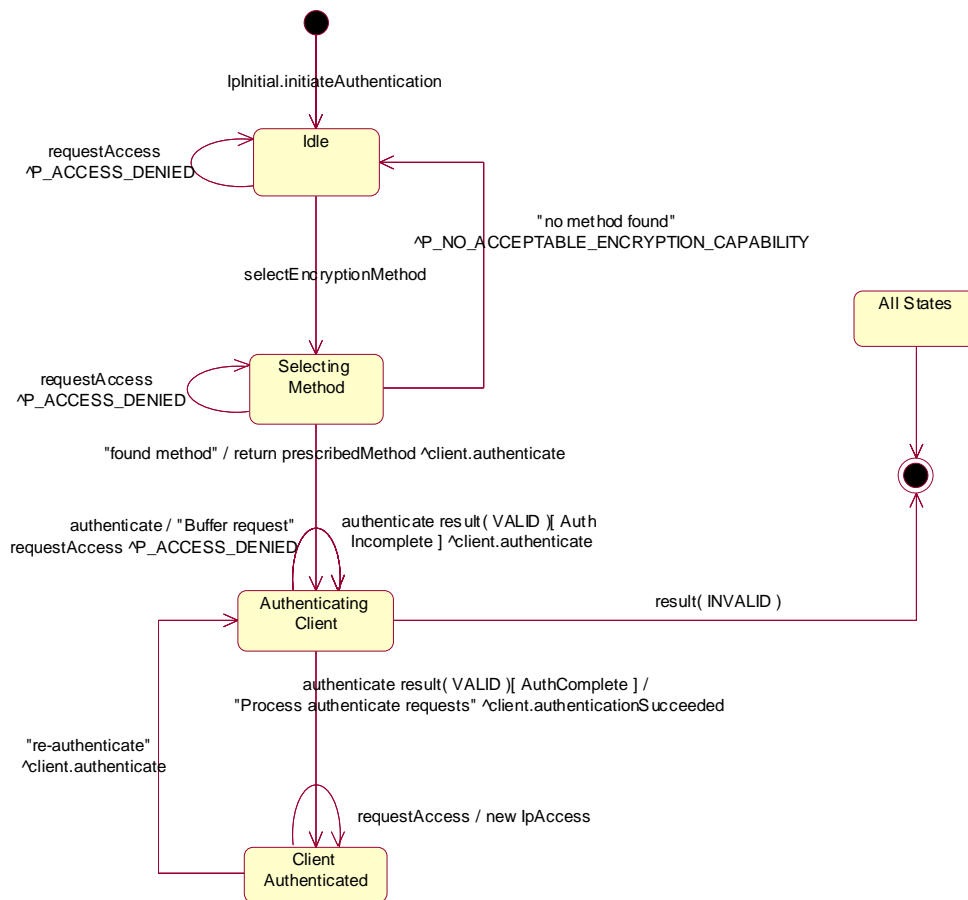 IpInitial.initiateAuthentication
Idle
requestAccess
^P_ACCESS_DENIED
"no method found"
^P_NO_ACCEPTABLE_ENCRYPTION_CAPABILITY
selectEncryptionMethod
All States
Selecting
Method
requestAccess
^P_ACCESS_DENIED
"found method" / return prescribedMethod ^client.authenticate
authenticate / "Buffer request"
requestAccess ^P_ACCESS_DENIED
authenticate result( VALID )[ Auth
Incomplete ] ^client.authenticate
Authenticating
Client
result( INVALID )
authenticate result( VALID )[ AuthComplete ] /
"Process authenticate requests" ^client.authenticationSucceeded
"re-authenticate"
^client.authenticate
requestAccess / new IpAccess
Client
Authenticated